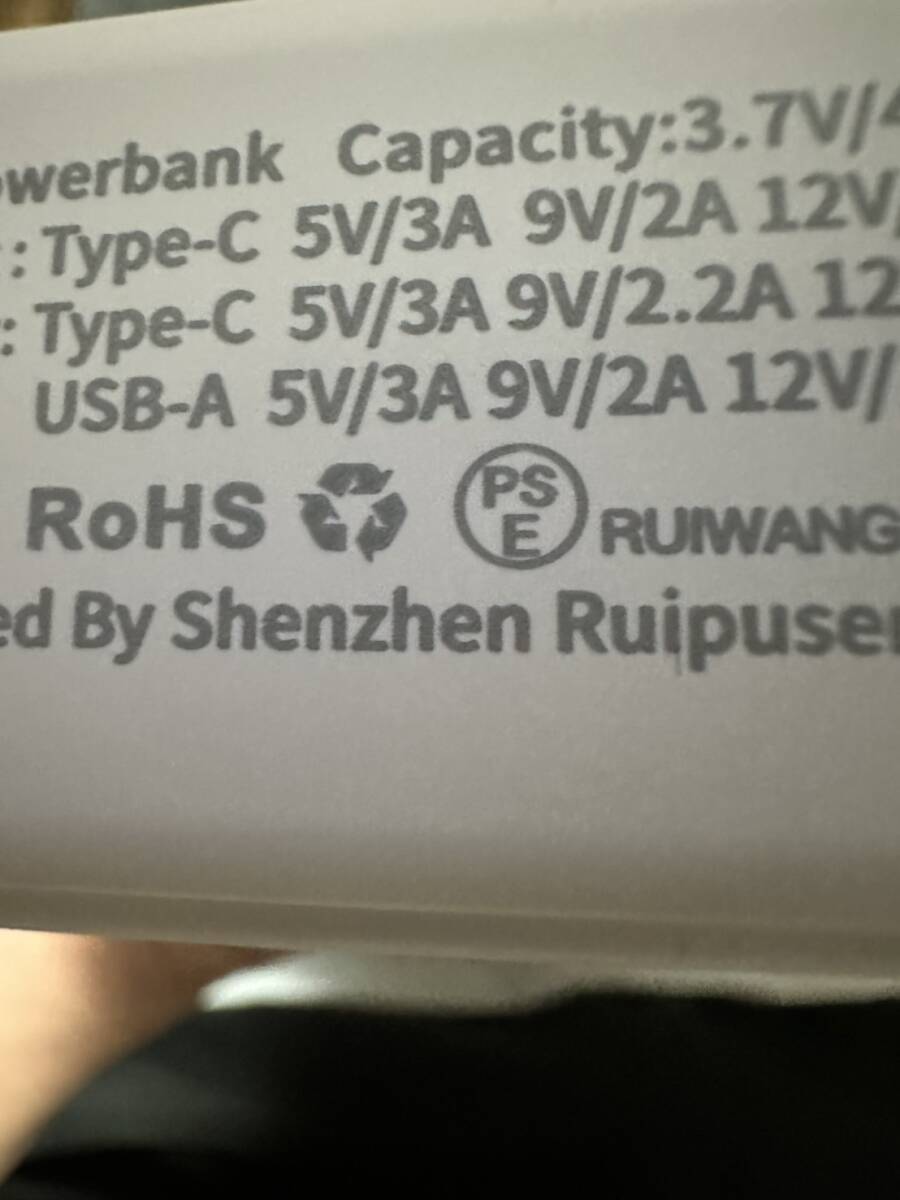 werbank Capacity:3.7V/4
: Type-C 5V/3A 9V/2A 12V/
: Type-C 5V/3A 9V/2.2A 12
USB-A 5V/3A 9V/2A 12V/
RoHS PS E RUIWANG
ed By Shenzhen Ruipuse